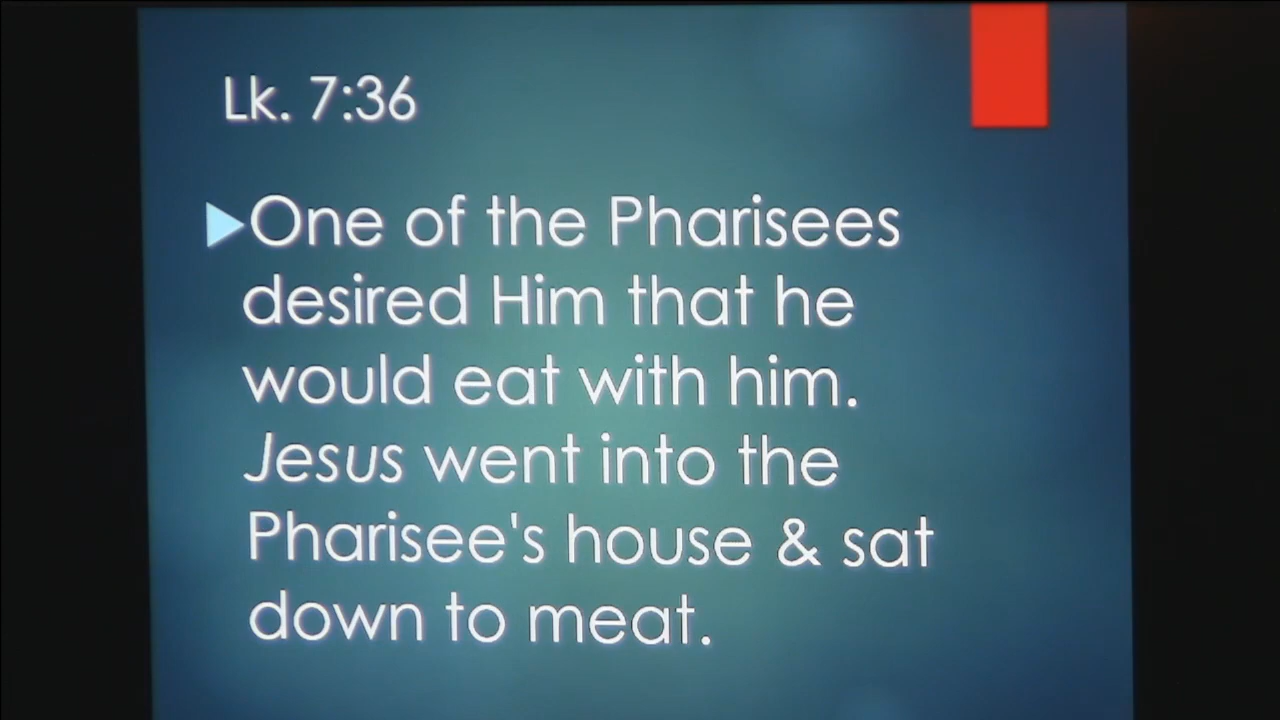 Lk. 7:36
One of the Pharisees
desired Him that he
would eat with him.
Jesus went into the
Pharisee's house & sat
down to meat.